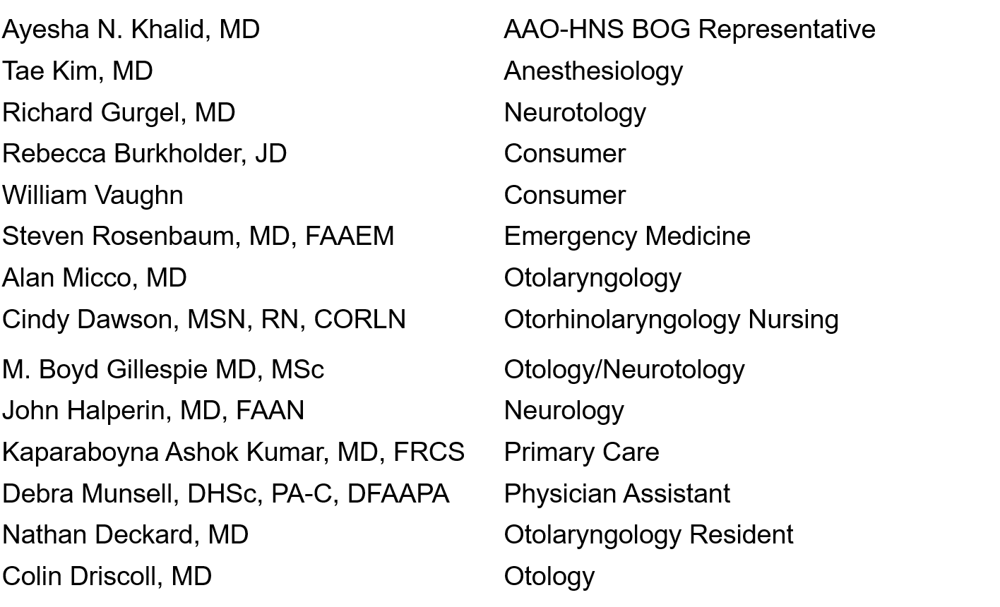 Ayesha N. Khalid, MD AAO-HNS BOG Representative
Tae Kim, MD Anesthesiology
Richard Gurgel, MD Neurotology
Rebecca Burkholder, JD Consumer
William Vaughn Consumer
Steven Rosenbaum, MD, FAAEM Emergency Medicine
Alan Micco, MD Otolaryngology
Cindy Dawson, MSN, RN, CORLN Otorhinolaryngology Nursing
M. Boyd Gillespie MD, MSc Otology/Neurotology
John Halperin, MD, FAAN Neurology
Kaparaboyna Ashok Kumar, MD, FRCS Primary Care
Debra Munsell, DHSc, PA-C, DFAAPA Physician Assistant
Nathan Deckard, MD Otolaryngology Resident
Colin Driscoll, MD Otology